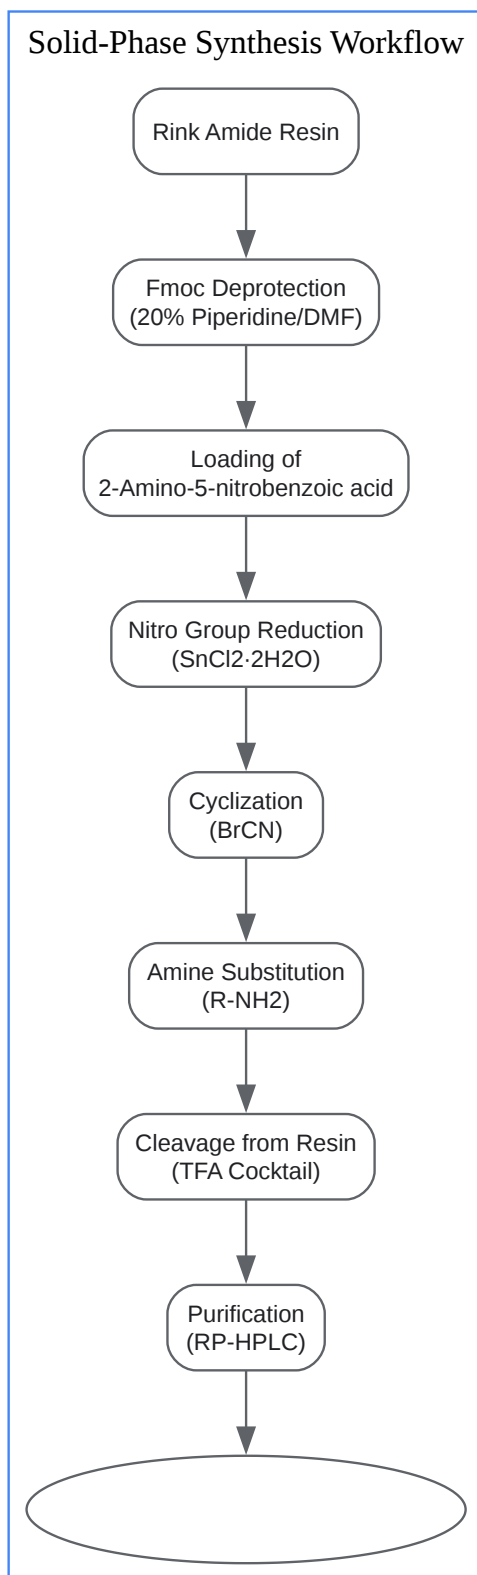 Solid-Phase Synthesis Workflow
Rink Amide Resin
Fmoc Deprotection
(20% Piperidine/DMF)
Loading of
2-Amino-5-nitrobenzoic acid
Nitro Group Reduction
(SnCl2·2H2O)
Cyclization
(BrCN)
Amine Substitution
(R-NH2)
Cleavage from Resin
(TFA Cocktail)
Purification
(RP-HPLC)